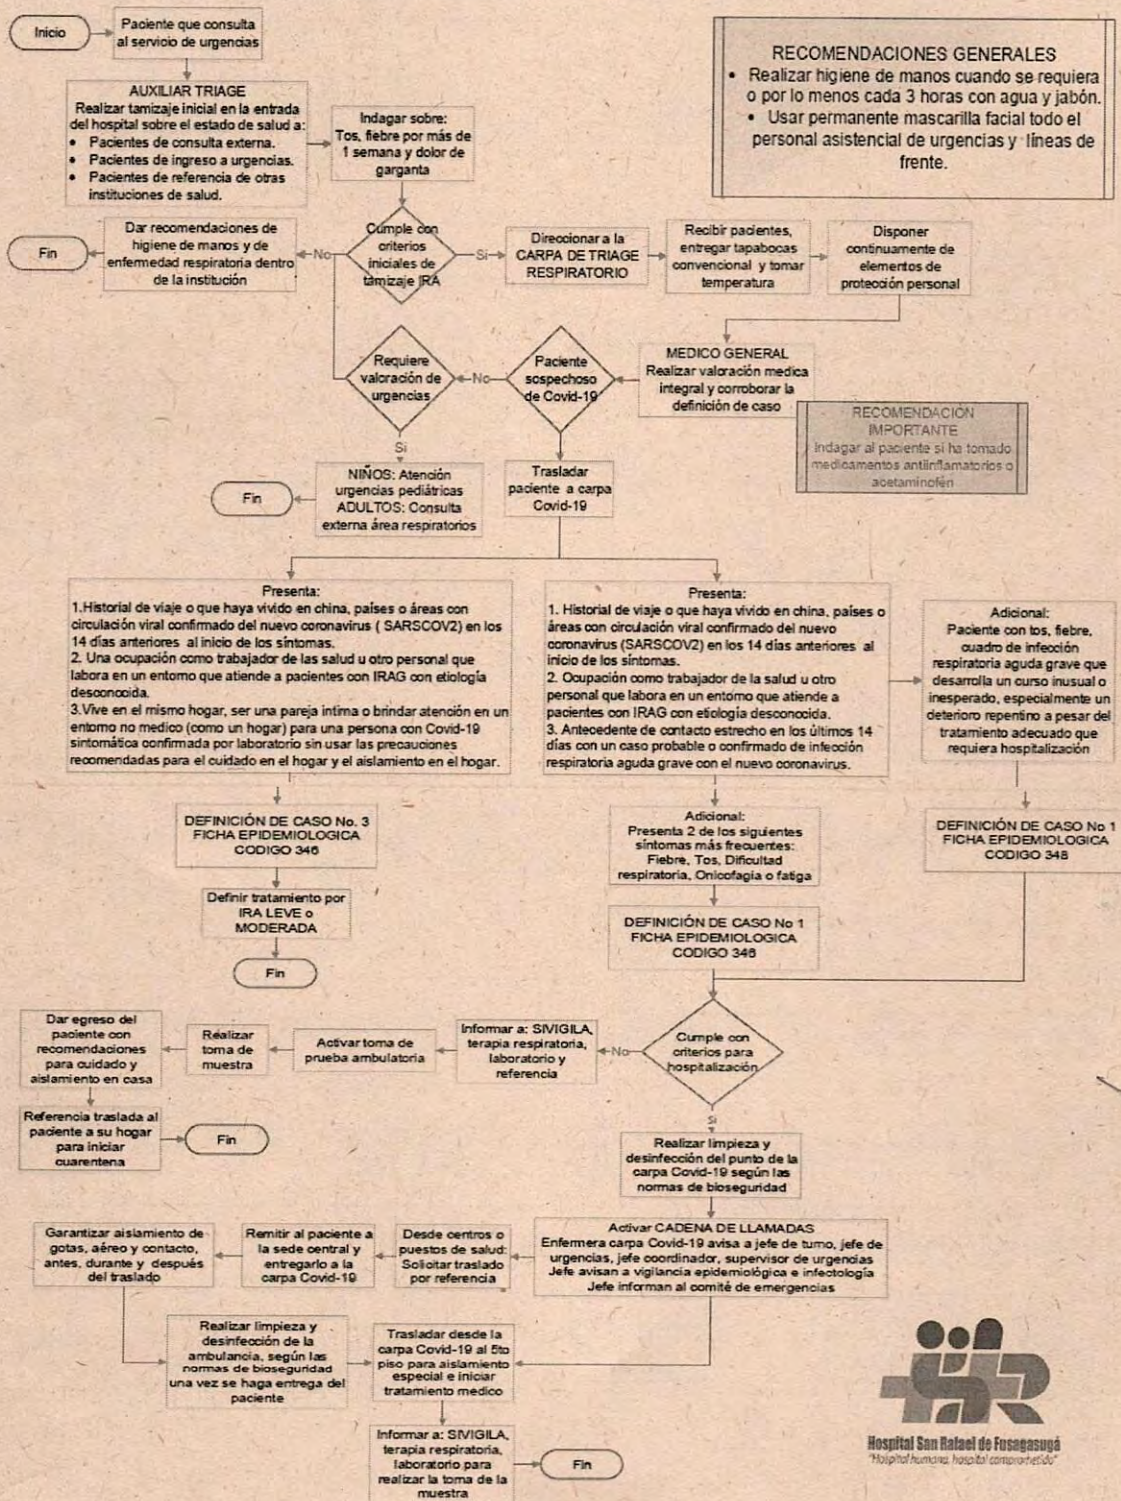 Inicio
Paciente que consulta
al servicio de urgencias
RECOMENDACIONES GENERALES
• Realizar higiene de manos cuando se requiera
o por lo menos cada 3 horas con agua y jabón.
• Usar permanente mascarilla facial todo el
personal asistencial de urgencias y líneas de
frente.
AUXILIAR TRIAGE
Realizar tamizaje inicial en la entrada
del hospital sobre el estado de salud a:
• Pacientes de consulta externa.
• Pacientes de ingreso a urgencias.
• Pacientes de referencia de otras
instituciones de salud.
Indagar sobre:
Tos, fiebre por más de
1 semana y dolor de
garganta
Fin
Dar recomendaciones de
higiene de manos y de
enfermedad respiratoria dentro
de la institución
No
Cumple con
criterios
iniciales de
tamizaje IRA
Si
Direccionar a la
CARPA DE TRIAGE
RESPIRATORIO
Recibir pacientes,
entregar tapabocas
convencional y tomar
temperatura
Disponer
continuamente de
elementos de
protección personal
Requiere
valoración de
urgencias
No
Paciente
sospechoso
de Covid-19
MEDICO GENERAL
Realizar valoración medica
integral y corroborar la
definición de caso
RECOMENDACIÓN
IMPORTANTE
Indagar al paciente si ha tomado
medicamentos antiinflamatorios o
acetaminofén
Si
Fin
NIÑOS: Atención
urgencias pediátricas
ADULTOS: Consulta
externa área respiratorios
Trasladar
paciente a carpa
Covid-19
Presenta:
1.Historial de viaje o que haya vivido en china, países o áreas con
circulación viral confirmado del nuevo coronavirus ( SARSCOV2) en los
14 días anteriores al inicio de los síntomas.
2. Una ocupación como trabajador de las salud u otro personal que
labora en un entorno que atiende a pacientes con IRAG con etiología
desconocida.
3.Vive en el mismo hogar, ser una pareja intima o brindar atención en un
entorno no medico (como un hogar) para una persona con Covid-19
sintomática confirmada por laboratorio sin usar las precauciones
recomendadas para el cuidado en el hogar y el aislamiento en el hogar.
Presenta:
1. Historial de viaje o que haya vivido en china, países o
áreas con circulación viral confirmado del nuevo
coronavirus (SARSCOV2) en los 14 días anteriores al
inicio de los síntomas.
2. Ocupación como trabajador de la salud u otro
personal que labora en un entorno que atiende a
pacientes con IRAG con etiología desconocida.
3. Antecedente de contacto estrecho en los últimos 14
días con un caso probable o confirmado de infección
respiratoria aguda grave con el nuevo coronavirus.
Adicional:
Paciente con tos, fiebre,
cuadro de infección
respiratoria aguda grave que
desarrolla un curso inusual o
inesperado, especialmente un
deterioro repentino a pesar del
tratamiento adecuado que
requiera hospitalización
DEFINICIÓN DE CASO No. 3
FICHA EPIDEMIOLOGICA
CODIGO 346
Adicional:
Presenta 2 de los siguientes
síntomas más frecuentes:
Fiebre, Tos, Dificultad
respiratoria, Onicofagia o fatiga
DEFINICIÓN DE CASO No 1
FICHA EPIDEMIOLOGICA
CODIGO 348
Definir tratamiento por
IRA LEVE o
MODERADA
DEFINICIÓN DE CASO No 1
FICHA EPIDEMIOLOGICA
CODIGO 346
Fin
Dar egreso del
paciente con
recomendaciones
para cuidado y
aislamiento en casa
Realizar
toma de
muestra
Activar toma de
prueba ambulatoria
Informar a: SIVIGILA,
terapia respiratoria,
laboratorio y
referencia
No
Cumple con
criterios para
hospitalización
Referencia traslada al
paciente a su hogar
para iniciar
cuarentena
Fin
Si
Realizar limpieza y
desinfección del punto de la
carpa Covid-19 según las
normas de bioseguridad
Garantizar aislamiento de
gotas, aéreo y contacto,
antes, durante y después
del traslado
Remitir al paciente a
la sede central y
entregarlo a la
carpa Covid-19
Desde centros o
puestos de salud:
Solicitar traslado
por referencia
Activar CADENA DE LLAMADAS
Enfermera carpa Covid-19 avisa a jefe de turno, jefe de
urgencias, jefe coordinador, supervisor de urgencias
Jefe avisan a vigilancia epidemiológica e infectología
Jefe informan al comité de emergencias
Realizar limpieza y
desinfección de la
ambulancia, según las
normas de bioseguridad
una vez se haga entrega del
paciente
Trasladar desde la
carpa Covid-19 al 5to
piso para aislamiento
especial e iniciar
tratamiento medico
Informar a: SIVIGILA,
terapia respiratoria,
laboratorio para
realizar la toma de la
muestra
Fin
Hospital San Rafael de Fusagasugá
"Hospital humano, hospital comprometido"